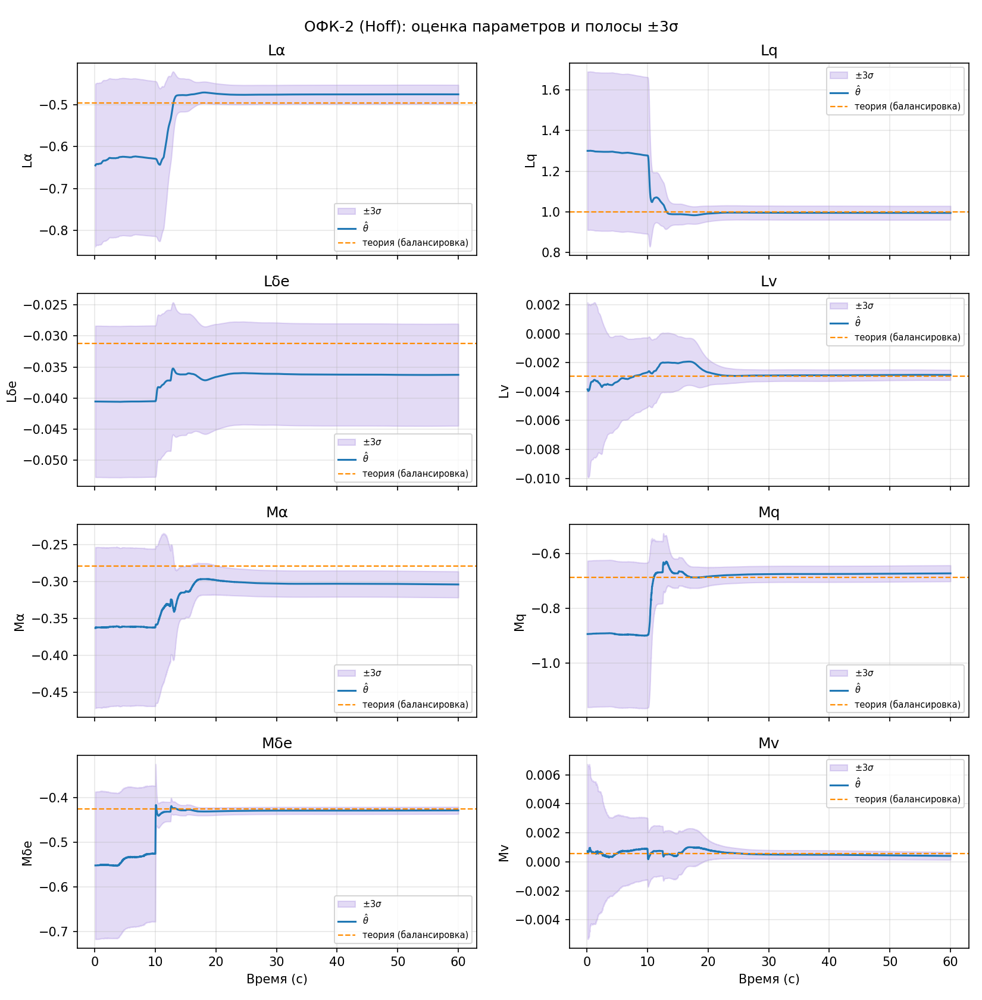 ОФК-2 (Hoff): оценка параметров и полосы ±3σ
Lα
Lα
−0.5
−0.6
−0.7
−0.8
±3σ
θ̂
теория (балансировка)
Lq
Lq
1.6
1.4
1.2
1.0
0.8
±3σ
θ̂
теория (балансировка)
Lδe
Lδe
−0.025
−0.030
−0.035
−0.040
−0.045
−0.050
±3σ
θ̂
теория (балансировка)
Lv
Lv
0.002
0.000
−0.002
−0.004
−0.006
−0.008
−0.010
±3σ
θ̂
теория (балансировка)
Mα
Mα
−0.25
−0.30
−0.35
−0.40
−0.45
±3σ
θ̂
теория (балансировка)
Mq
Mq
−0.6
−0.8
−1.0
±3σ
θ̂
теория (балансировка)
Mδe
Mδe
−0.4
−0.5
−0.6
−0.7
±3σ
θ̂
теория (балансировка)
0 10 20 30 40 50 60
Время (с)
Mv
Mv
0.006
0.004
0.002
0.000
−0.002
−0.004
±3σ
θ̂
теория (балансировка)
0 10 20 30 40 50 60
Время (с)